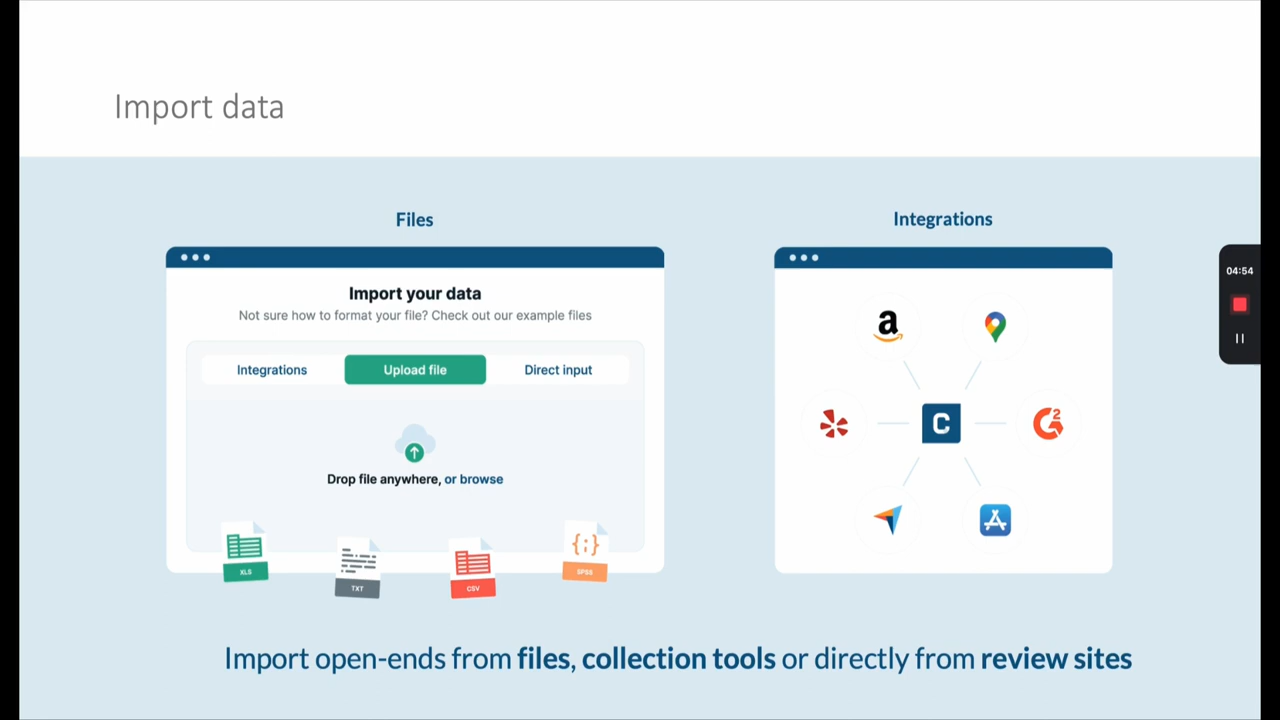 Import data
Files
Import your data
Not sure how to format your file? Check out our example files
Integrations
Upload file
Direct input
Drop file anywhere, or browse
XLS
TXT
CSV
SPSS
Integrations
a
C
G2
04:54
Import open-ends from files, collection tools or directly from review sites